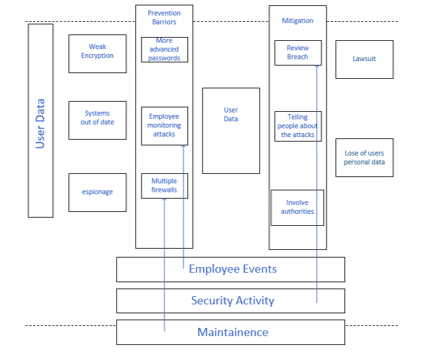 User Data
Weak
Encryption
Systems
out of date
espionage
Prevention
Barriors
More
advanced
passwords
Employee
monitoring
attacks
Multiple
firewalls
User
Data
Mitigation
Review
Breach
Telling
people about
the attacks
Involve
authorities
Lawsuit
Lose of users
personal data
Employee Events
Security Activity
Maintainence